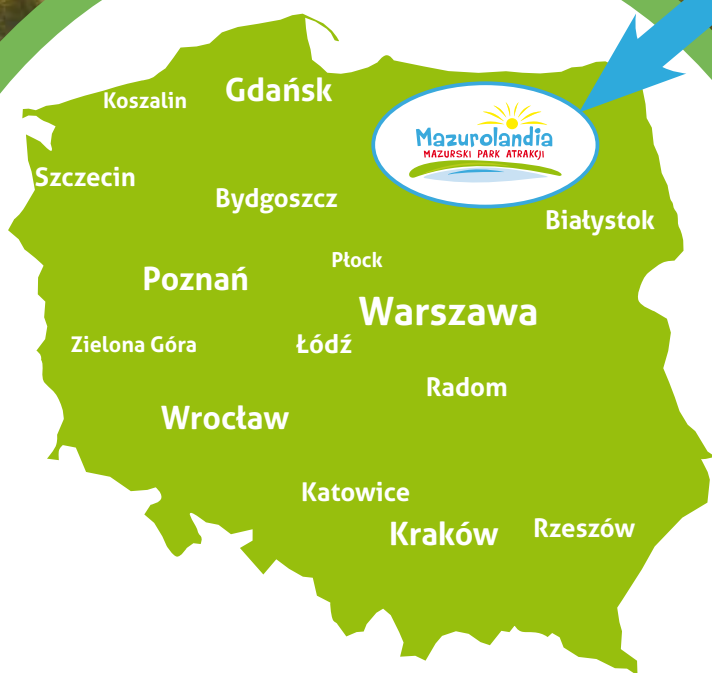 Gdańsk
Koszalin
Mazurolandia
MAZURSKI PARK ATRAKCJI
Szczecin
Bydgoszcz
Białystok
Płock
Poznań
Warszawa
Zielona Góra
Łódź
Radom
Wrocław
Katowice
Kraków
Rzeszów